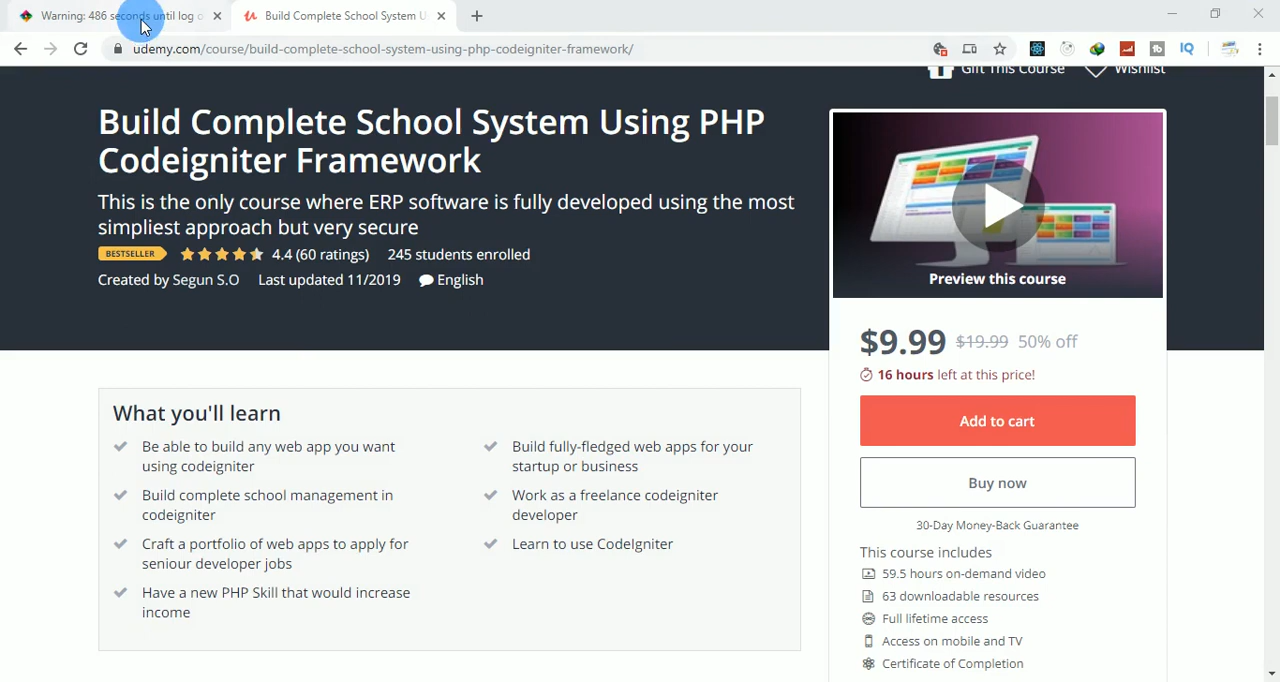 Warning: 486 seconds until log o
Build Complete School System U
udemy.com/course/build-complete-school-system-using-php-codeigniter-framework/
IQ
Gift This Course
Wishlist
Build Complete School System Using PHP
Codeigniter Framework
This is the only course where ERP software is fully developed using the most
simpliest approach but very secure
BESTSELLER 4.4 (60 ratings) 245 students enrolled
Created by Segun S.O Last updated 11/2019 English
Preview this course
$9.99 $19.99 50% off
16 hours left at this price!
Add to cart
Buy now
30-Day Money-Back Guarantee
This course includes
59.5 hours on-demand video
63 downloadable resources
Full lifetime access
Access on mobile and TV
Certificate of Completion
What you'll learn
Be able to build any web app you want
using codeigniter
Build complete school management in
codeigniter
Craft a portfolio of web apps to apply for
seniour developer jobs
Have a new PHP Skill that would increase
income
Build fully-fledged web apps for your
startup or business
Work as a freelance codeigniter
developer
Learn to use CodeIgniter